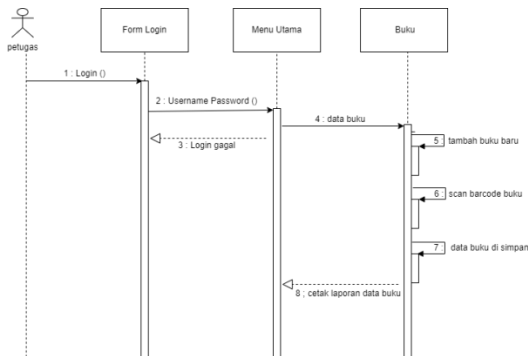 Form Login
Menu Utama
Buku
petugas
1 : Login ()
2 : Username Password ()
4 : data buku
3 : Login gagal
5 : tambah buku baru
6 : scan barcode buku
7 : data buku di simpan
8 ; cetak laporan data buku